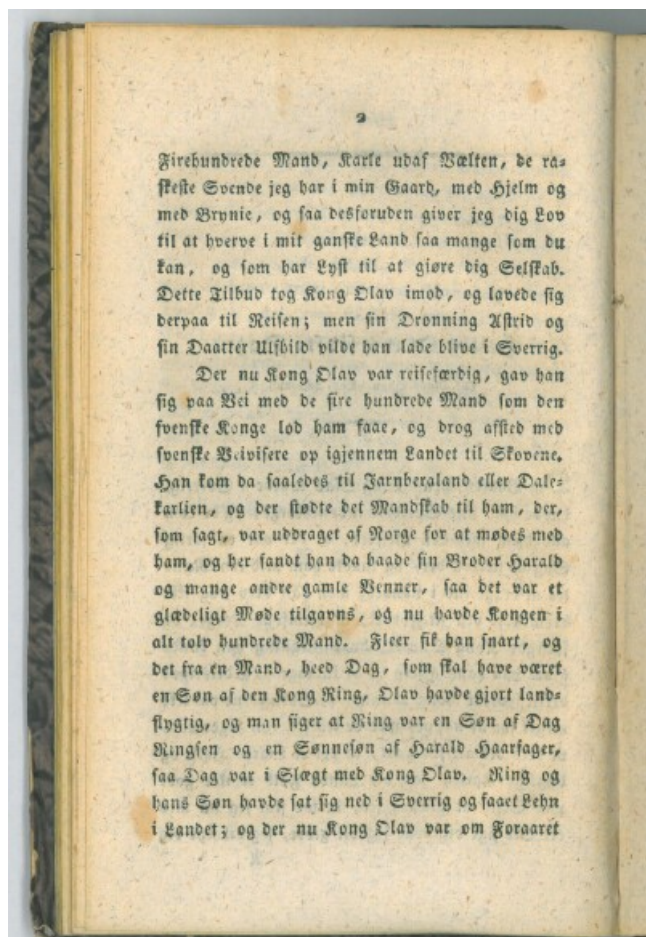 2
Firehundrede Mand, Karle udaf Vælten, de ra-
skeste Svende jeg har i min Gaard, med Hjelm og
med Brynie, og saa desforuden giver jeg dig Lov
til at hverve i mit ganske Land saa mange som du
kan, og som har Lyst til at giøre dig Selskab.
Dette Tilbud tog Kong Olav imod, og lavede sig
derpaa til Reisen; men sin Dronning Astrid og
sin Daatter Ulfhild vilde han lade blive i Sverrig.
Der nu Kong Olav var reisefærdig, gav han
sig paa Vei med de fire hundrede Mand som den
svenske Konge lod ham faae, og drog afsted med
svenske Veivisere op igjennem Landet til Skovene.
Han kom da saaledes til Jarnberaland eller Dale-
karlien, og der stødte det Mandskab til ham, der,
som sagt, var uddraget af Norge for at mødes med
ham, og her fandt han da baade sin Broder Harald
og mange andre gamle Venner, saa det var et
glædeligt Møde tilgavns, og nu havde Kongen i
alt tolv hundrede Mand. Fleer fik han snart, og
det fra en Mand, heed Dag, som skal have været
en Søn af den Kong Ring, Olav havde gjort land-
flygtig, og man siger at Ring var en Søn af Dag
Ringsen og en Sønnesøn af Harald Haarfager,
saa Dag var i Slægt med Kong Olav. Ring og
hans Søn havde sat sig ned i Sverrig og faaet Lehn
i Landet; og der nu Kong Olav var om Foraaret